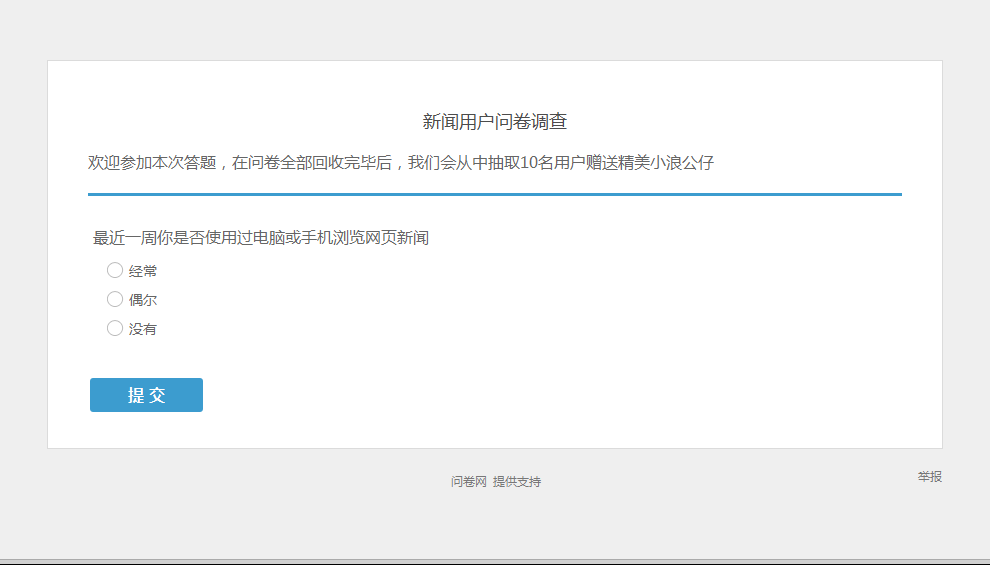 新闻用户问卷调查
欢迎参加本次答题，在问卷全部回收完毕后，我们会从中抽取10名用户赠送精美小浪公仔
最近一周你是否使用过电脑或手机浏览网页新闻
经常
偶尔
没有
提 交
举报
问卷网 提供支持